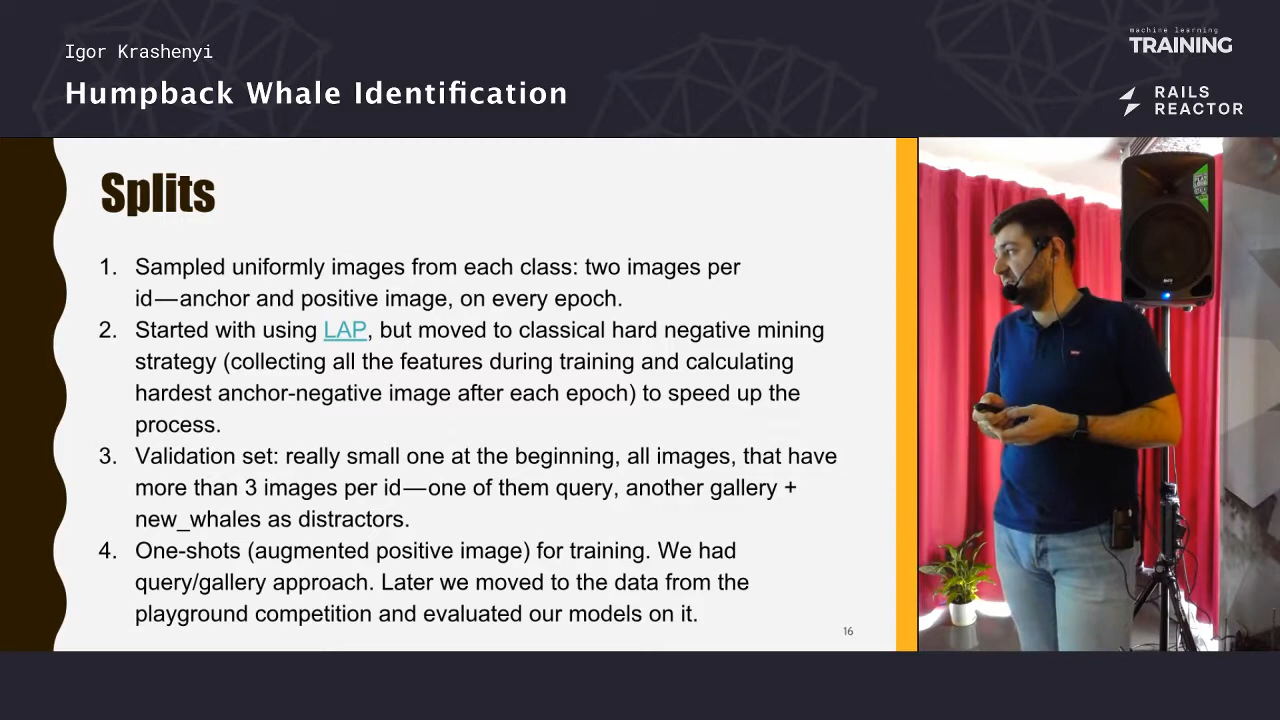 Igor Krashenyi
Humpback Whale Identification
machine learning
TRAINING
RAILS
REACTOR
Splits
1. Sampled uniformly images from each class: two images per
id—anchor and positive image, on every epoch.
2. Started with using LAP, but moved to classical hard negative mining
strategy (collecting all the features during training and calculating
hardest anchor-negative image after each epoch) to speed up the
process.
3. Validation set: really small one at the beginning, all images, that have
more than 3 images per id—one of them query, another gallery +
new_whales as distractors.
4. One-shots (augmented positive image) for training. We had
query/gallery approach. Later we moved to the data from the
playground competition and evaluated our models on it.
16